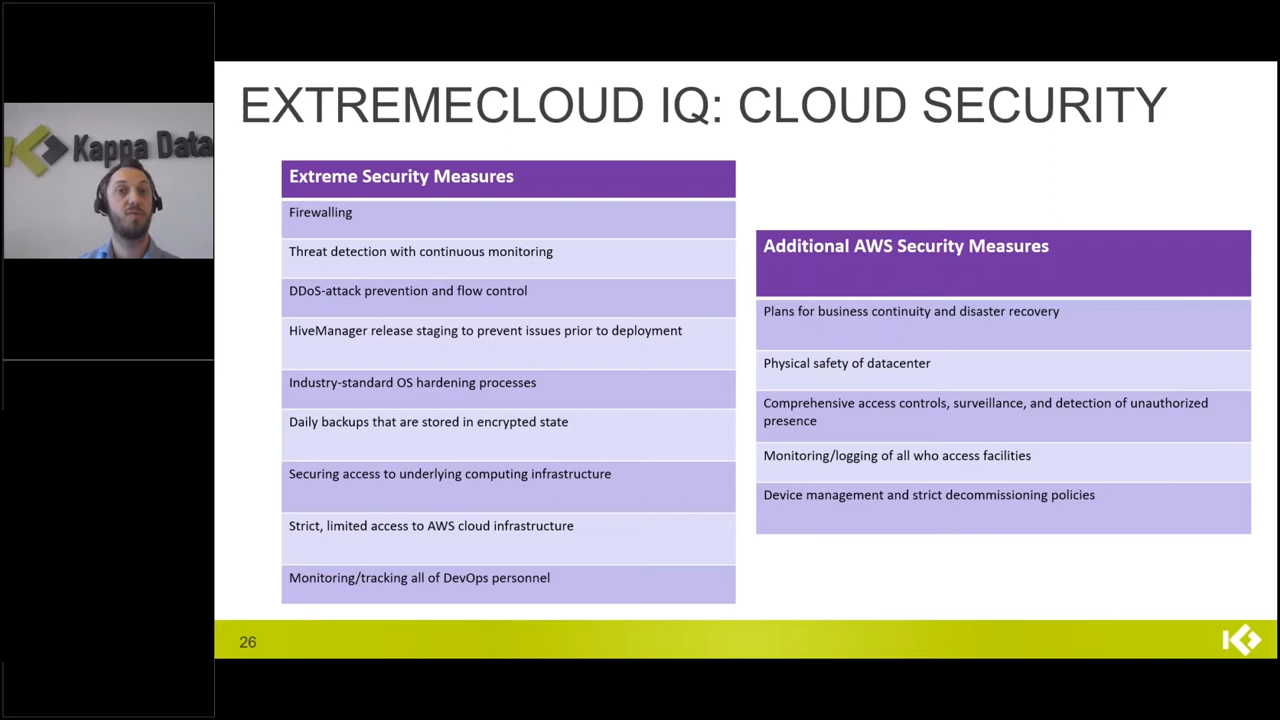 Kappa Data
EXTREMECLOUD IQ: CLOUD SECURITY
Extreme Security Measures
Firewalling
Threat detection with continuous monitoring
DDoS-attack prevention and flow control
HiveManager release staging to prevent issues prior to deployment
Industry-standard OS hardening processes
Daily backups that are stored in encrypted state
Securing access to underlying computing infrastructure
Strict, limited access to AWS cloud infrastructure
Monitoring/tracking all of DevOps personnel
Additional AWS Security Measures
Plans for business continuity and disaster recovery
Physical safety of datacenter
Comprehensive access controls, surveillance, and detection of unauthorized
presence
Monitoring/logging of all who access facilities
Device management and strict decommissioning policies
26